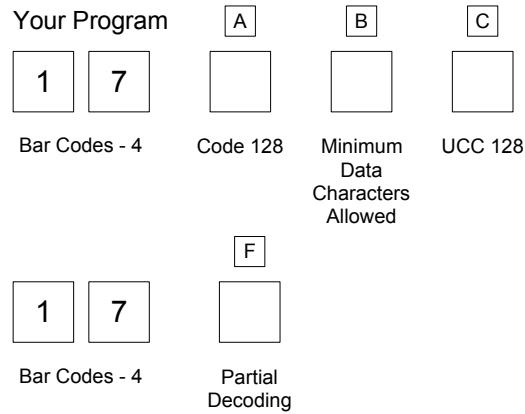 Your Program A B C
1 7
Bar Codes - 4 Code 128 Minimum Data Characters Allowed UCC 128
F
1 7
Bar Codes - 4 Partial Decoding